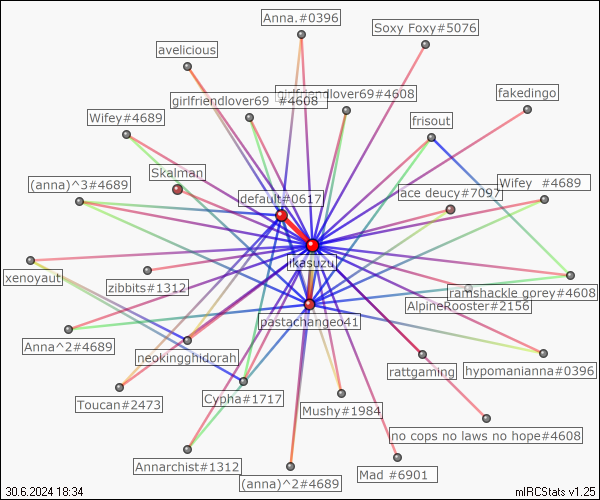 Anna.#0396
Soxy Foxy#5076
avelicious
girlfriendlover69#4608
girlfriendlover69  #4608
fakedingo
Wifey#4689
frisout
Skalman
(anna)^3#4689
default#0617
ace deucy#7097
Wifey  #4689
ikasuzu
xenoyaut
zibbits#1312
ramshackle gorey#4608
AlpineRooster#2156
pastachangeo41
Anna^2#4689
neokingghidorah
rattgaming
hypomanianna#0396
Toucan#2473
Cypha#1717
Mushy#1984
no cops no laws no hope#4608
Annarchist#1312
(anna)^2#4689
Mad #6901
30.6.2024 18:34
mIRCStats v1.25